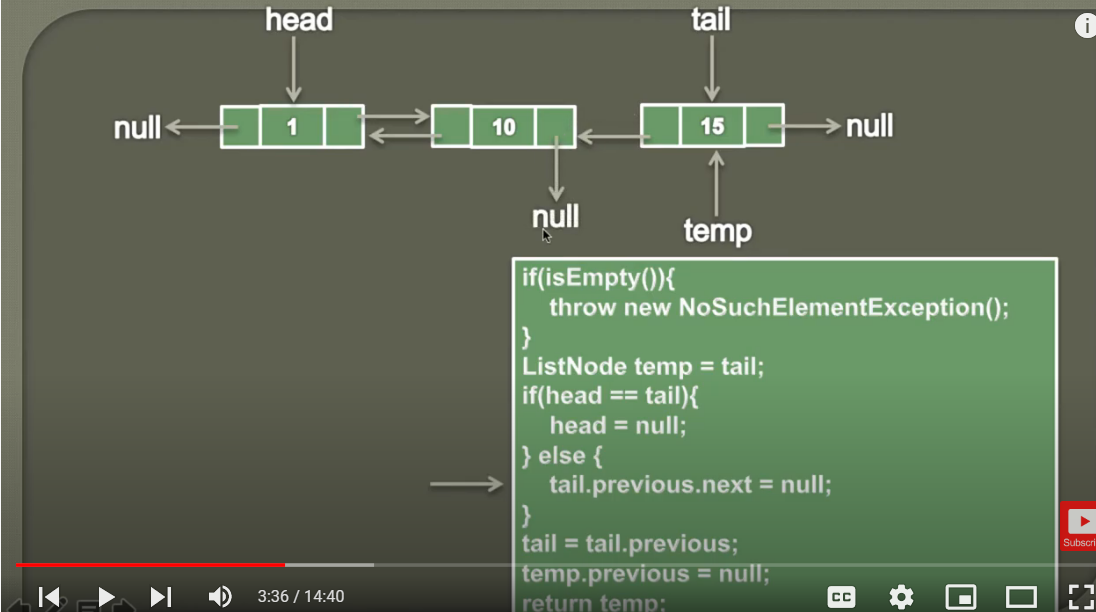 head
tail
null
1
10
15
null
null
temp
if(isEmpty()){
throw new NoSuchElementException();
}
ListNode temp = tail;
if(head == tail){
head = null;
} else {
tail.previous.next = null;
}
tail = tail.previous;
temp.previous = null;
return temp;
Subscri
3:36 / 14:40
CC